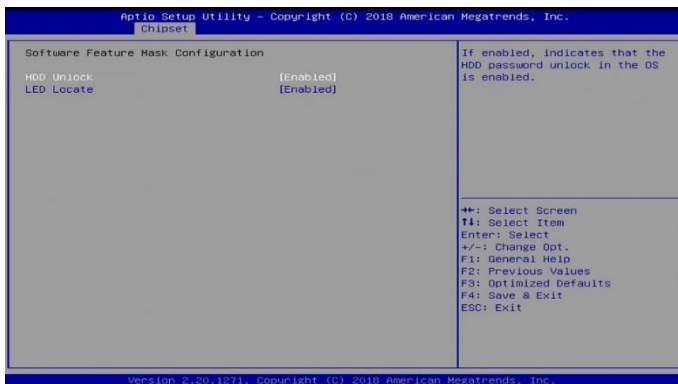 Aptio Setup Utility - Copyright (C) 2018 American Megatrends, Inc.
Chipset
Software Feature Mask Configuration
HDD Unlock [Enabled]
LED Locate [Enabled]
If enabled, indicates that the
HDD password unlock in the OS
is enabled.
→←: Select Screen
↑↓: Select Item
Enter: Select
+/-: Change Opt.
F1: General Help
F2: Previous Values
F3: Optimized Defaults
F4: Save & Exit
ESC: Exit
Version 2.20.1271. Copyright (C) 2018 American Megatrends, Inc.